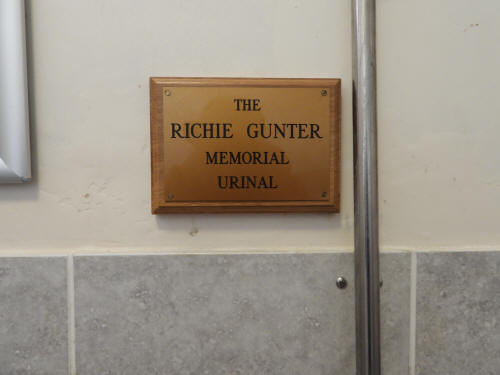 THE
RICHIE GUNTER
MEMORIAL
URINAL